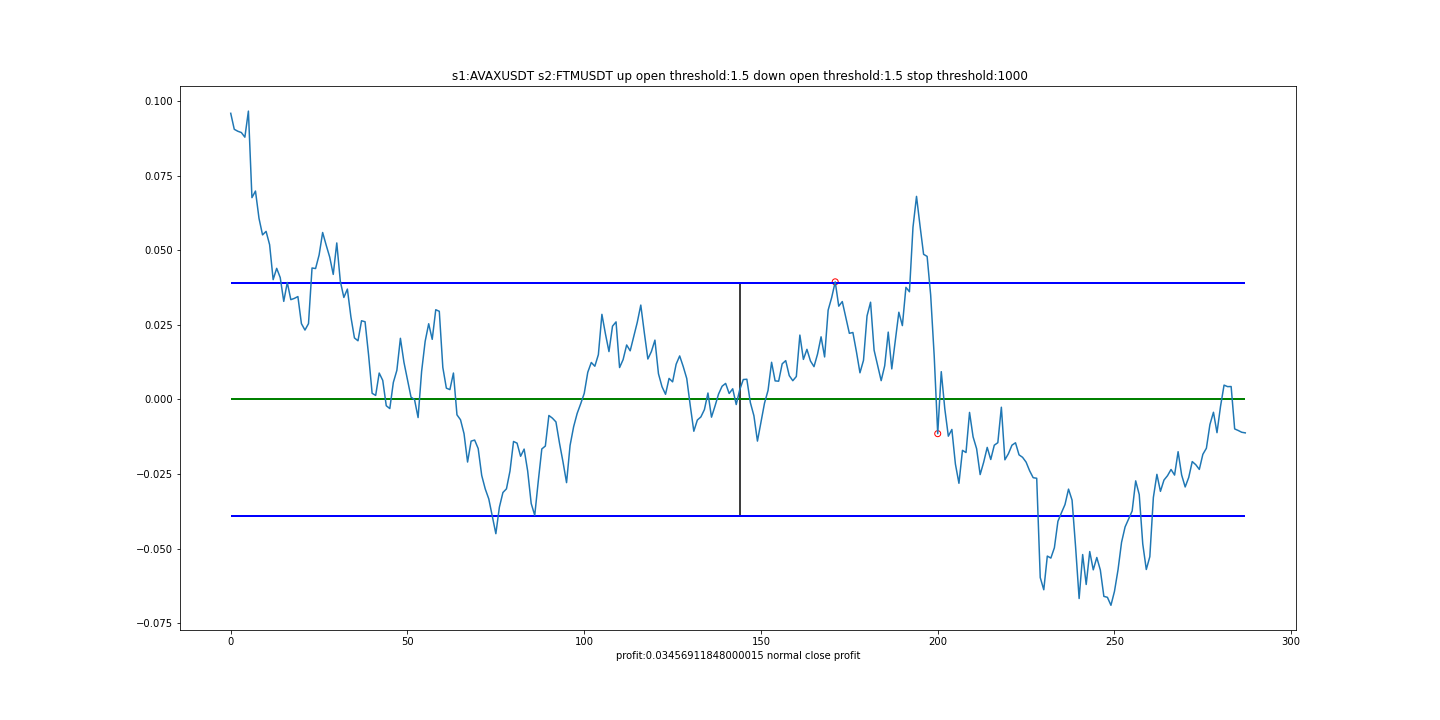 s1:AVAXUSDT s2:FTMUSDT up open threshold:1.5 down open threshold:1.5 stop threshold:1000
0.100
0.075
0.050
0.025
0.000
−0.025
−0.050
−0.075
0 50 100 150 200 250 300
profit:0.03456911848000015 normal close profit